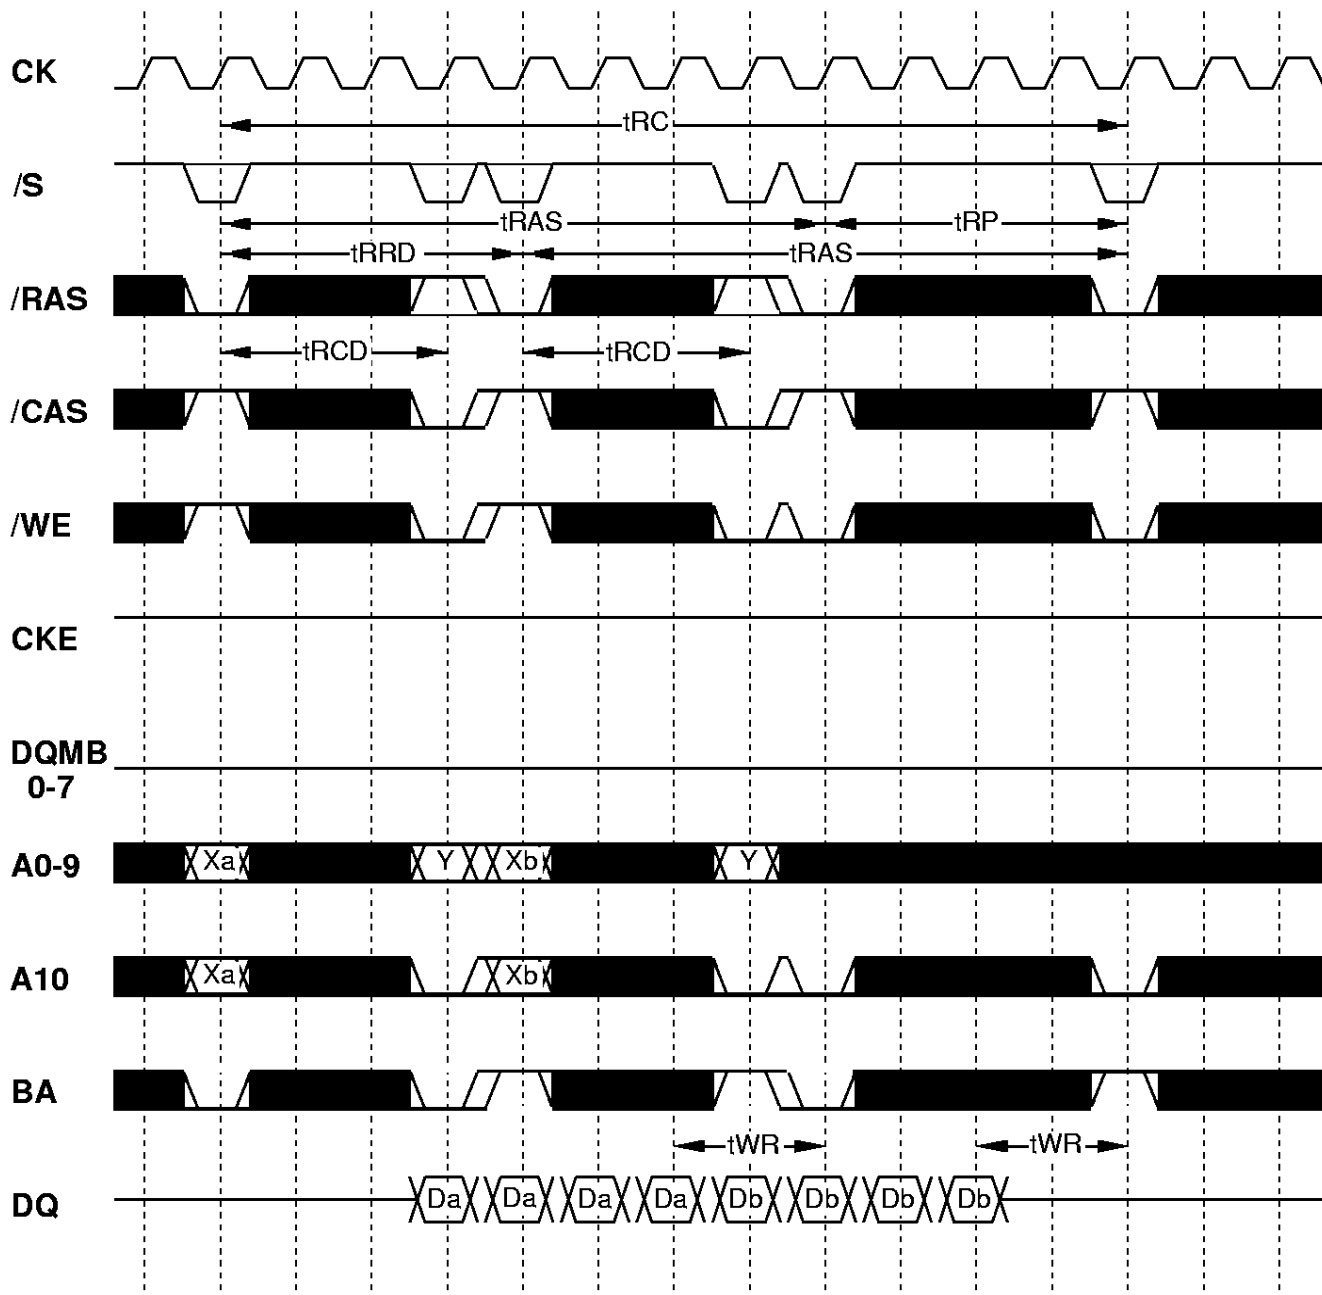 CK
tRC
/S
tRAS tRP
tRRD tRAS
/RAS
tRCD tRCD
/CAS
/WE
CKE
DQMB
0-7
A0-9 Xa Y Xb Y
A10 Xa Xb
BA
tWR tWR
DQ Da Da Da Da Db Db Db Db